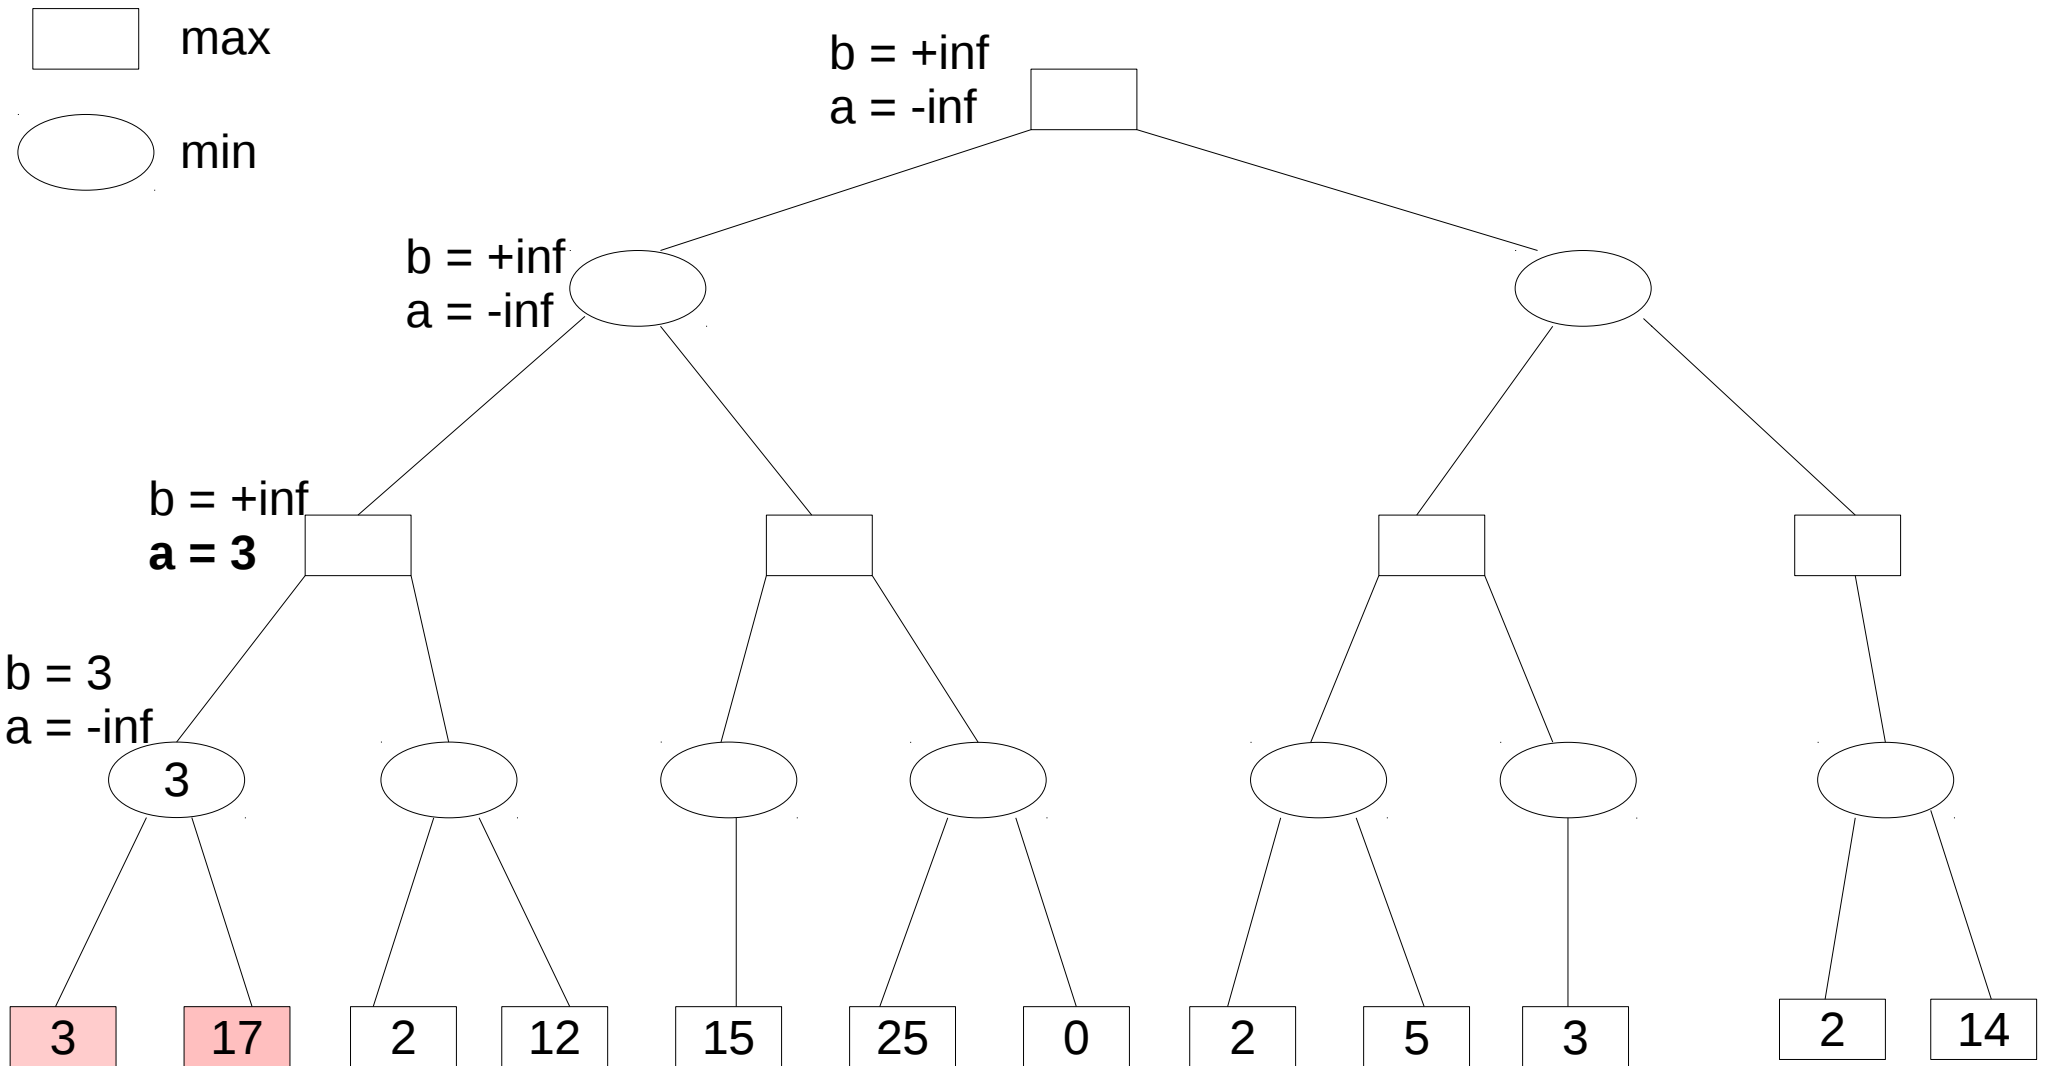 max
b = +inf
a = -inf
min
b = +inf
a = -inf
b = +inf
a = 3
b = 3
a = -inf
3
3 17 2 12 15 25 0 2 5 3 2 14